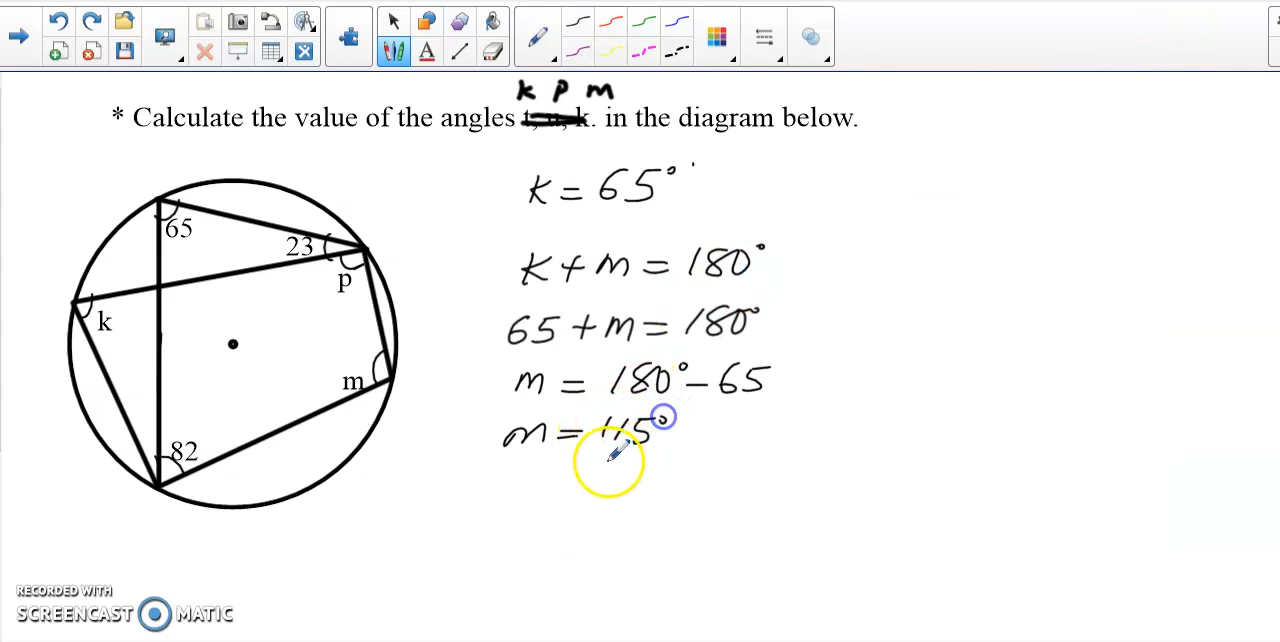 k p m
* Calculate the value of the angles t, u, k. in the diagram below.
65
23
p
k
m
82
k = 65°
k + m = 180°
65 + m = 180°
m = 180° - 65
m = 115°
RECORDED WITH
SCREENCAST MATIC